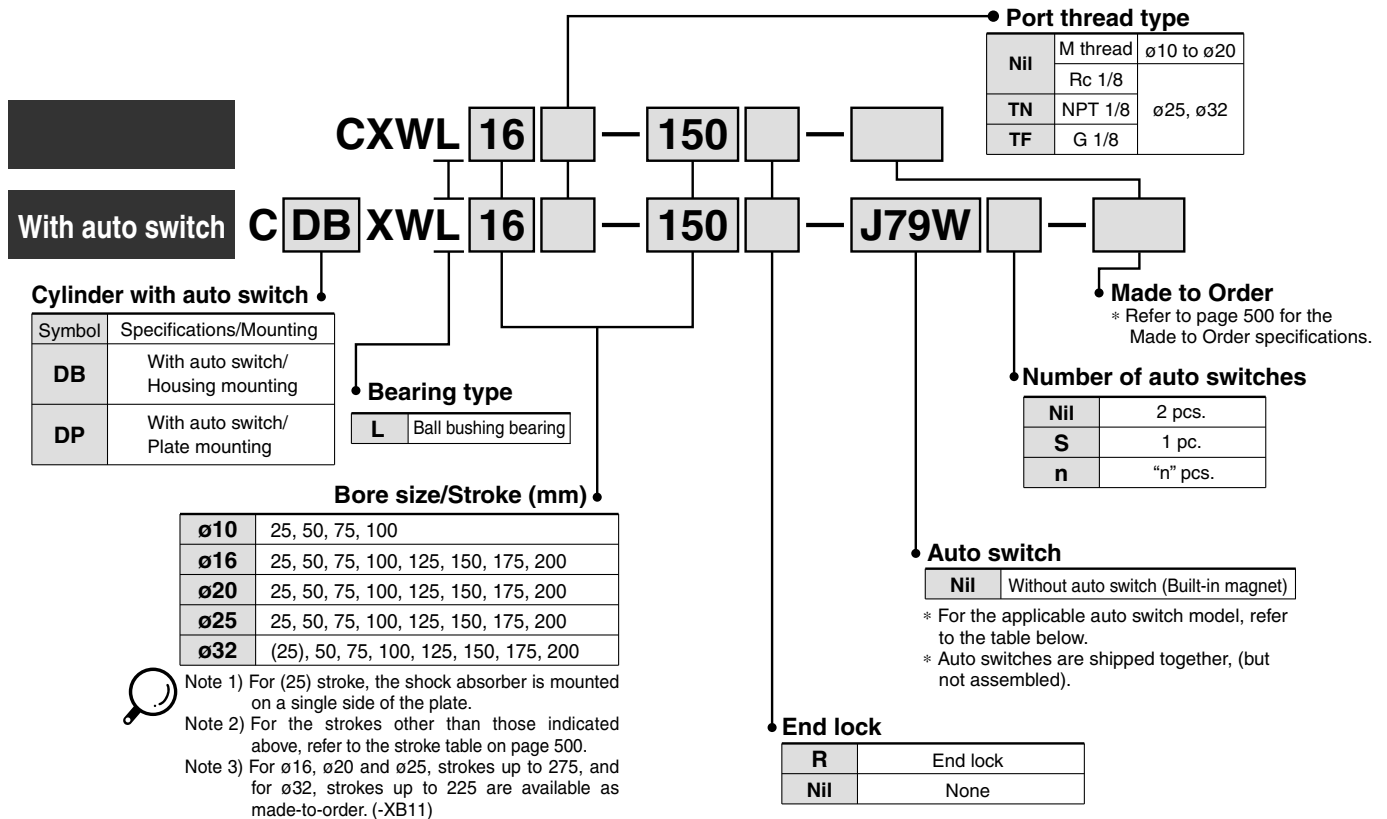 Port thread type
Nil M thread ø10 to ø20
Rc 1/8 ø25, ø32
TN NPT 1/8
TF G 1/8
CXWL 16 — 150 —
With auto switch C DB XWL 16 — 150 — J79W —
Cylinder with auto switch
Symbol Specifications/Mounting
DB With auto switch/
Housing mounting
DP With auto switch/
Plate mounting
Bearing type
L Ball bushing bearing
Made to Order
* Refer to page 500 for the
Made to Order specifications.
Number of auto switches
Nil 2 pcs.
S 1 pc.
n “n” pcs.
Bore size/Stroke (mm)
ø10 25, 50, 75, 100
ø16 25, 50, 75, 100, 125, 150, 175, 200
ø20 25, 50, 75, 100, 125, 150, 175, 200
ø25 25, 50, 75, 100, 125, 150, 175, 200
ø32 (25), 50, 75, 100, 125, 150, 175, 200
Note 1) For (25) stroke, the shock absorber is mounted
on a single side of the plate.
Note 2) For the strokes other than those indicated
above, refer to the stroke table on page 500.
Note 3) For ø16, ø20 and ø25, strokes up to 275, and
for ø32, strokes up to 225 are available as
made-to-order. (-XB11)
Auto switch
Nil Without auto switch (Built-in magnet)
* For the applicable auto switch model, refer
to the table below.
* Auto switches are shipped together, (but
not assembled).
End lock
R End lock
Nil None